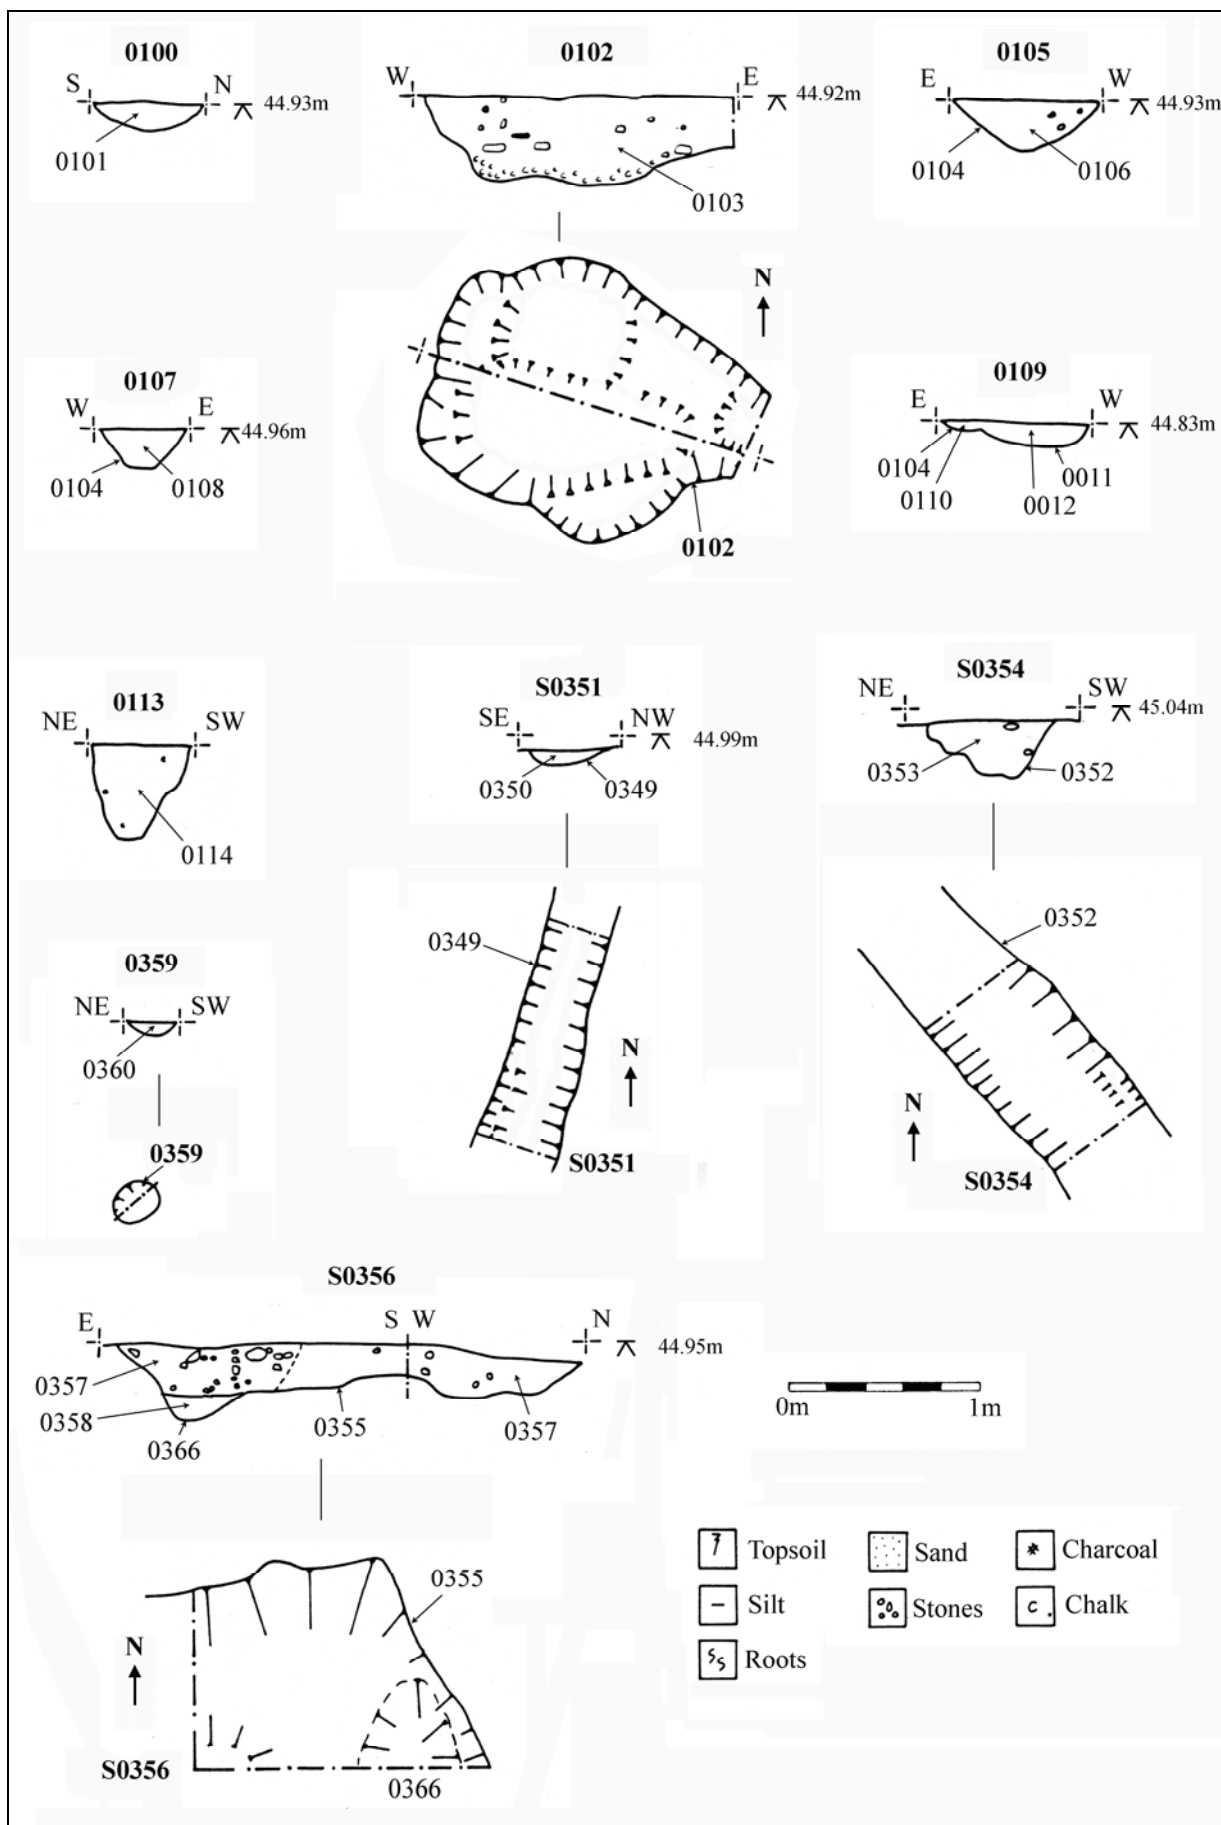 0100
S N 44.93m
0101
0102
W E 44.92m
0103
N
0102
0105
E W 44.93m
0104 0106
0107
W E 44.96m
0104 0108
0109
E W 44.83m
0104 0011
0110 0012
0113
NE SW
0114
S0351
SE NW 44.99m
0350 0349
0349
N
S0351
S0354
NE SW 45.04m
0353 0352
0352
N
S0354
0359
NE SW
0360
0359
S0356
E S W N 44.95m
0357
0358
0366 0355 0357
0m 1m
0355
N
S0356
0366
Topsoil Sand Charcoal
Silt Stones c Chalk
Roots